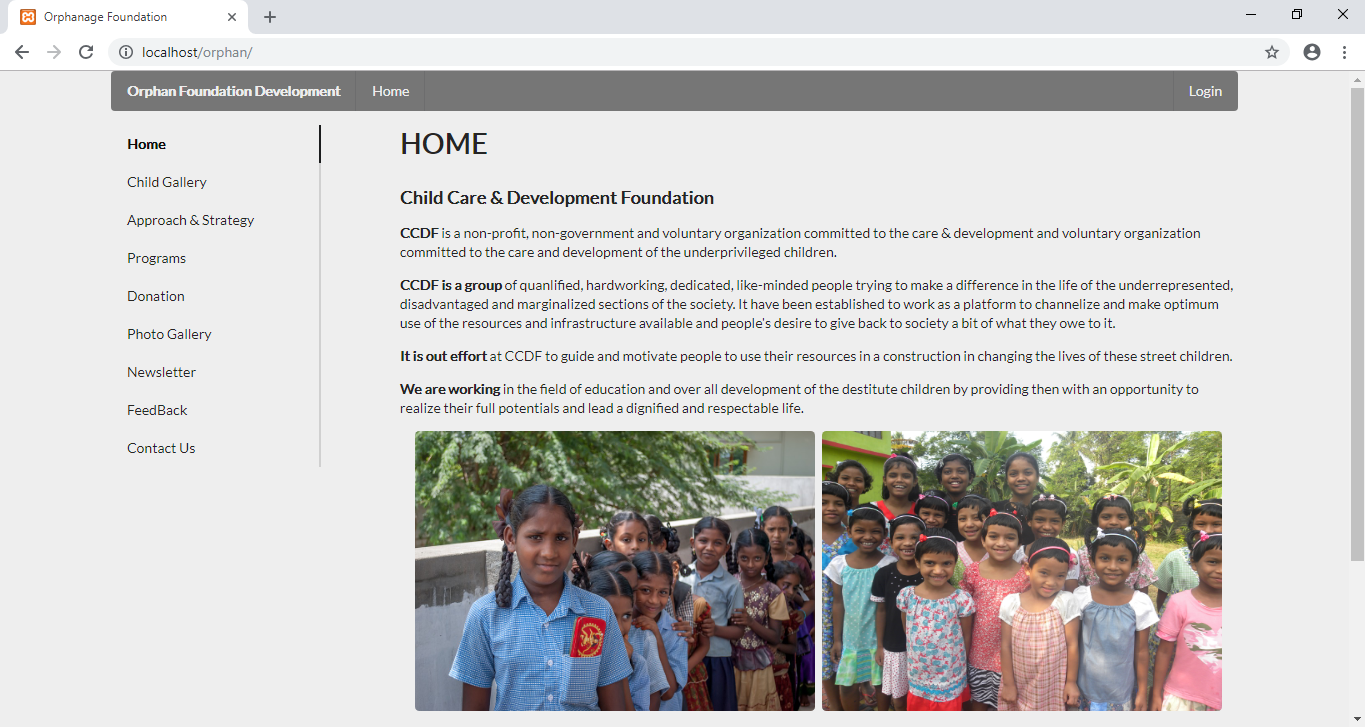 Orphanage Foundation
localhost/orphan/
Orphan Foundation Development
Home
Login
Home
Child Gallery
Approach & Strategy
Programs
Donation
Photo Gallery
Newsletter
FeedBack
Contact Us
HOME
Child Care & Development Foundation
CCDF is a non-profit, non-government and voluntary organization committed to the care & development and voluntary organization
committed to the care and development of the underprivileged children.
CCDF is a group of quanlified, hardworking, dedicated, like-minded people trying to make a difference in the life of the underrepresented,
disadvantaged and marginalized sections of the society. It have been established to work as a platform to channelize and make optimum
use of the resources and infrastructure available and people's desire to give back to society a bit of what they owe to it.
It is out effort at CCDF to guide and motivate people to use their resources in a construction in changing the lives of these street children.
We are working in the field of education and over all development of the destitute children by providing then with an opportunity to
realize their full potentials and lead a dignified and respectable life.